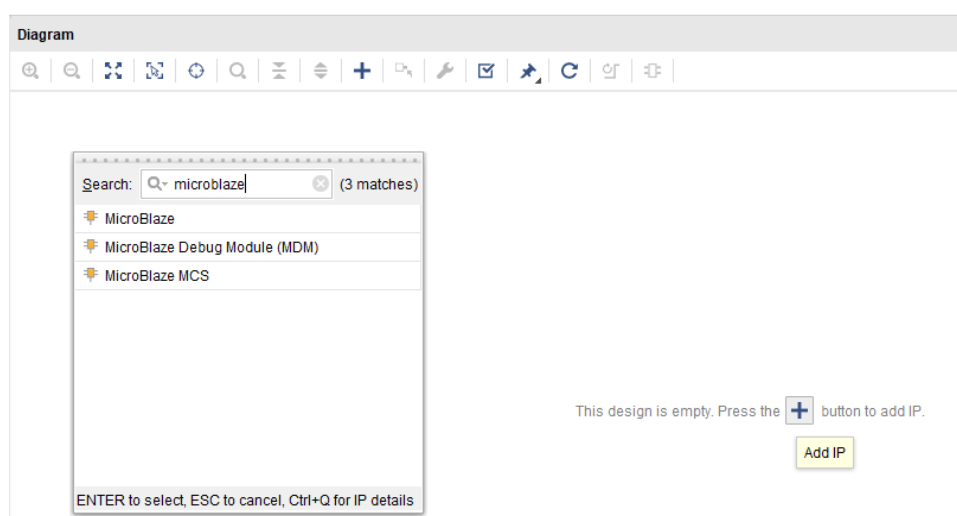 Diagram
Search: microblaze (3 matches)
MicroBlaze
MicroBlaze Debug Module (MDM)
MicroBlaze MCS
ENTER to select, ESC to cancel, Ctrl+Q for IP details
This design is empty. Press the button to add IP.
Add IP